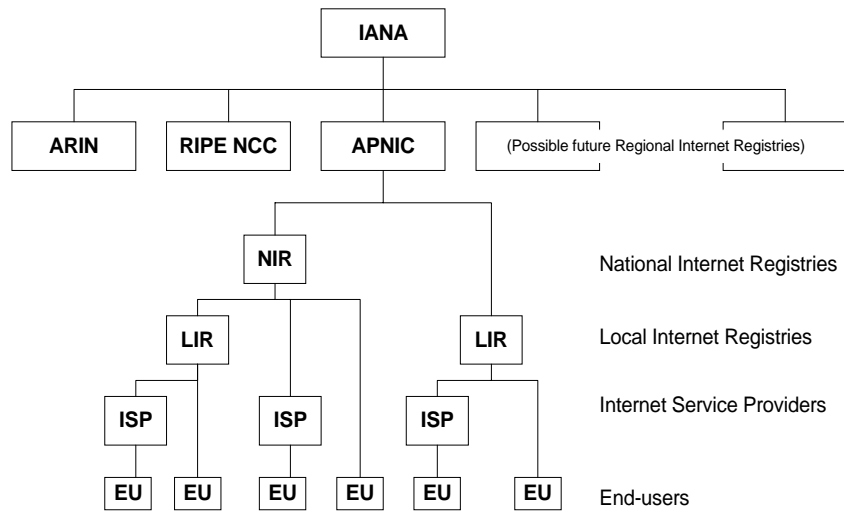 IANA
ARIN RIPE NCC APNIC (Possible future Regional Internet Registries)
NIR National Internet Registries
LIR LIR Local Internet Registries
ISP ISP ISP Internet Service Providers
EU EU EU EU EU EU End-users